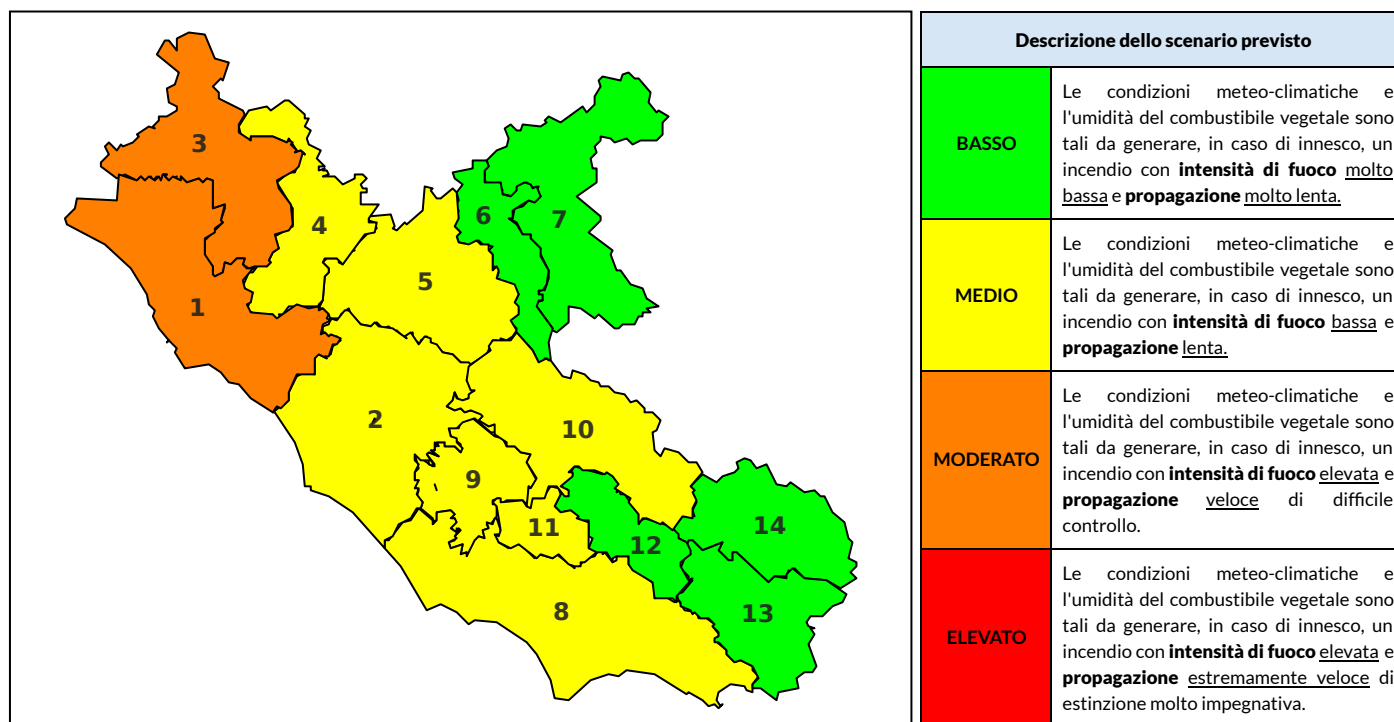 3
4
6
7
5
1
2
10
9
11
12
14
8
13
Descrizione dello scenario previsto
BASSO
Le condizioni meteo-climatiche e
l'umidità del combustibile vegetale sono
tali da generare, in caso di innesco, un
incendio con intensità di fuoco molto
bassa e propagazione molto lenta.
MEDIO
Le condizioni meteo-climatiche e
l'umidità del combustibile vegetale sono
tali da generare, in caso di innesco, un
incendio con intensità di fuoco bassa e
propagazione lenta.
MODERATO
Le condizioni meteo-climatiche e
l'umidità del combustibile vegetale sono
tali da generare, in caso di innesco, un
incendio con intensità di fuoco elevata e
propagazione veloce di difficile
controllo.
ELEVATO
Le condizioni meteo-climatiche e
l'umidità del combustibile vegetale sono
tali da generare, in caso di innesco, un
incendio con intensità di fuoco elevata e
propagazione estremamente veloce di
estinzione molto impegnativa.